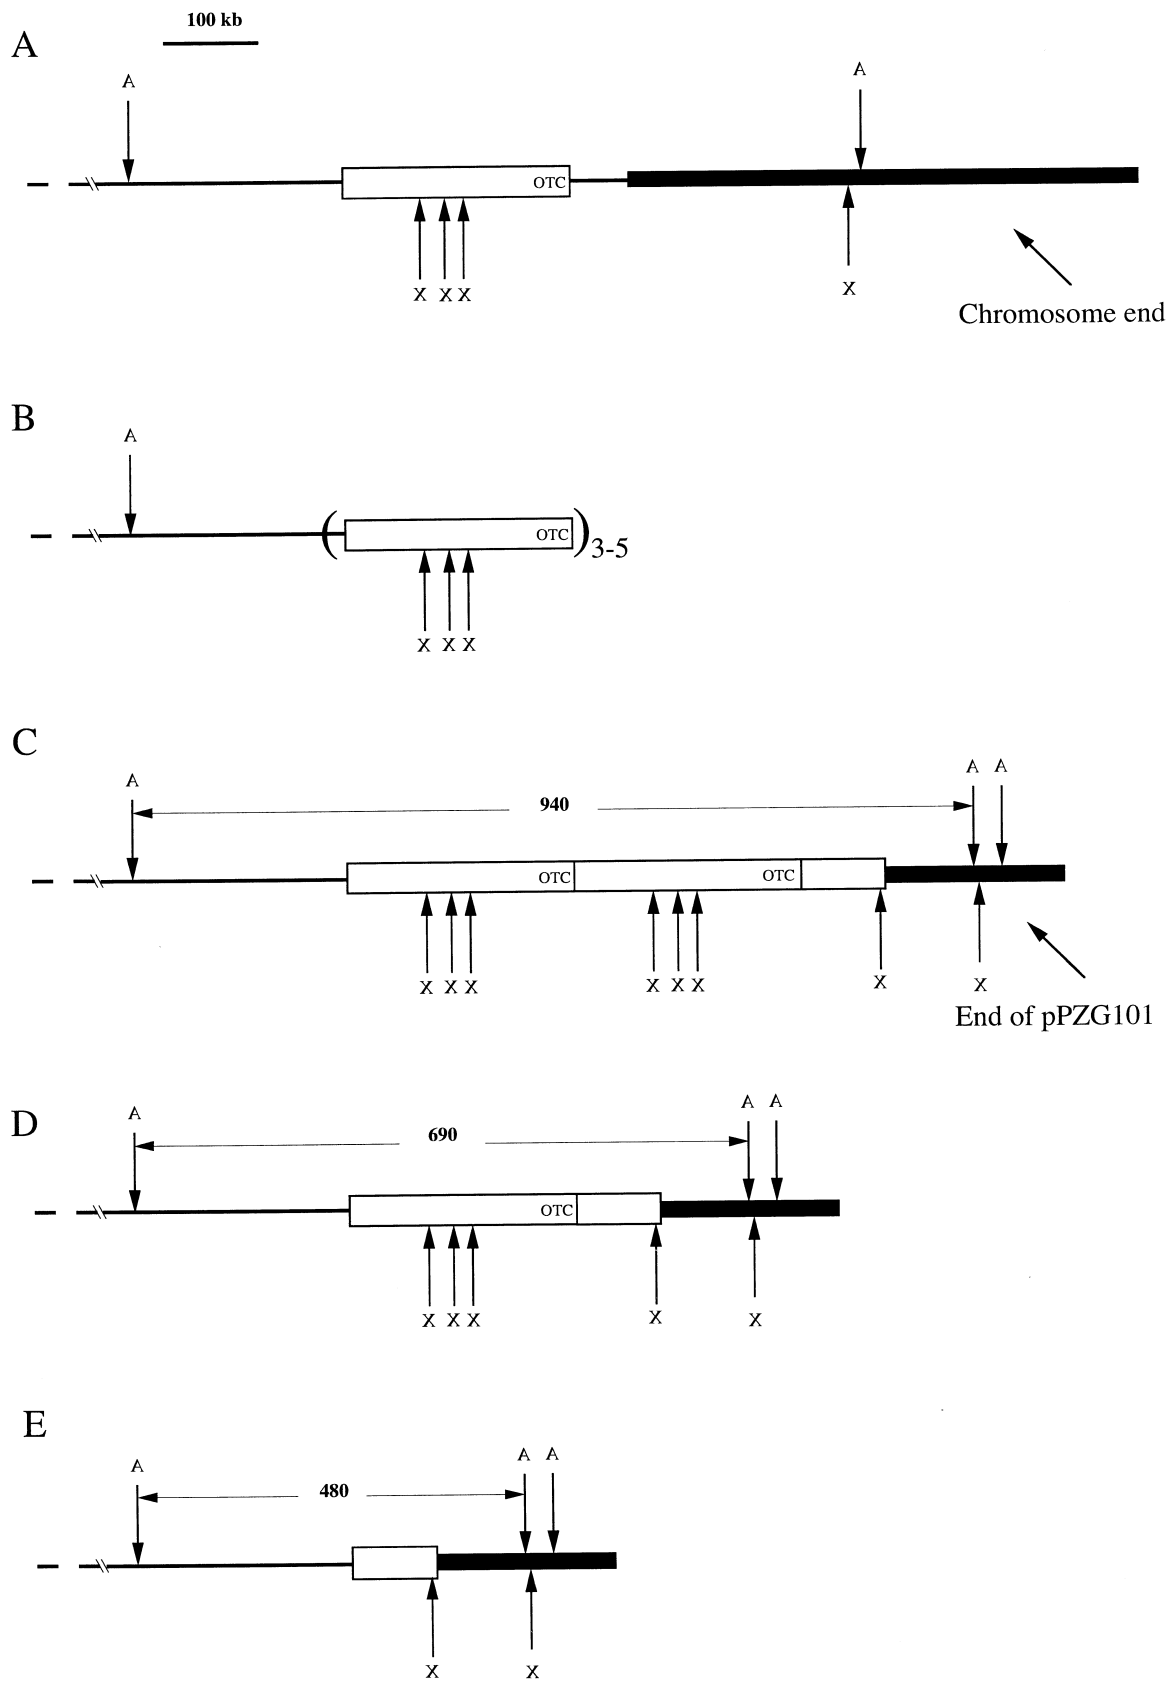 100 kb
A
A
A
OTC
X X X
X
Chromosome end
B
A
( OTC )3-5
X X X
C
A
A A
940
OTC
OTC
X X X
X X X
X
X
End of pPZG101
D
A
A A
690
OTC
X X X
X
X
E
A
A A
480
X
X